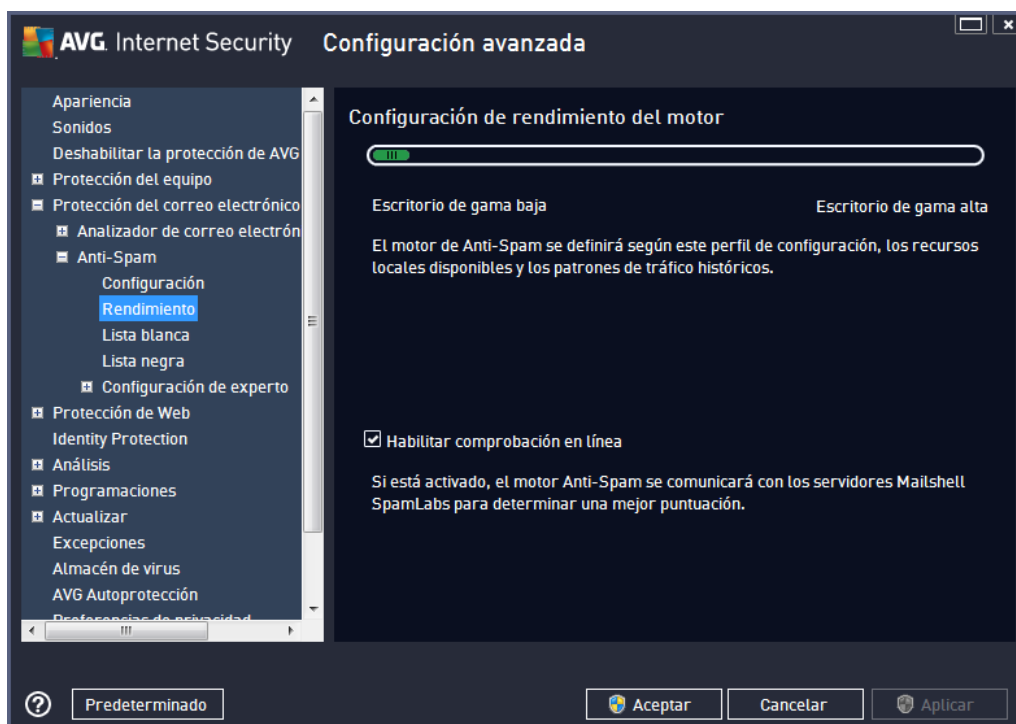 AVG. Internet Security
Configuración avanzada
Apariencia
Sonidos
Deshabilitar la protección de AVG
Protección del equipo
Protección del correo electrónico
Analizador de correo electrón
Anti-Spam
Configuración
Rendimiento
Lista blanca
Lista negra
Configuración de experto
Protección de Web
Identity Protection
Análisis
Programaciones
Actualizar
Excepciones
Almacén de virus
AVG Autoprotección
Preferencias de privacidad
Configuración de rendimiento del motor
Escritorio de gama baja
Escritorio de gama alta
El motor de Anti-Spam se definirá según este perfil de configuración, los recursos
locales disponibles y los patrones de tráfico históricos.
Habilitar comprobación en línea
Si está activado, el motor Anti-Spam se comunicará con los servidores Mailshell
SpamLabs para determinar una mejor puntuación.
?
Predeterminado
Aceptar
Cancelar
Aplicar